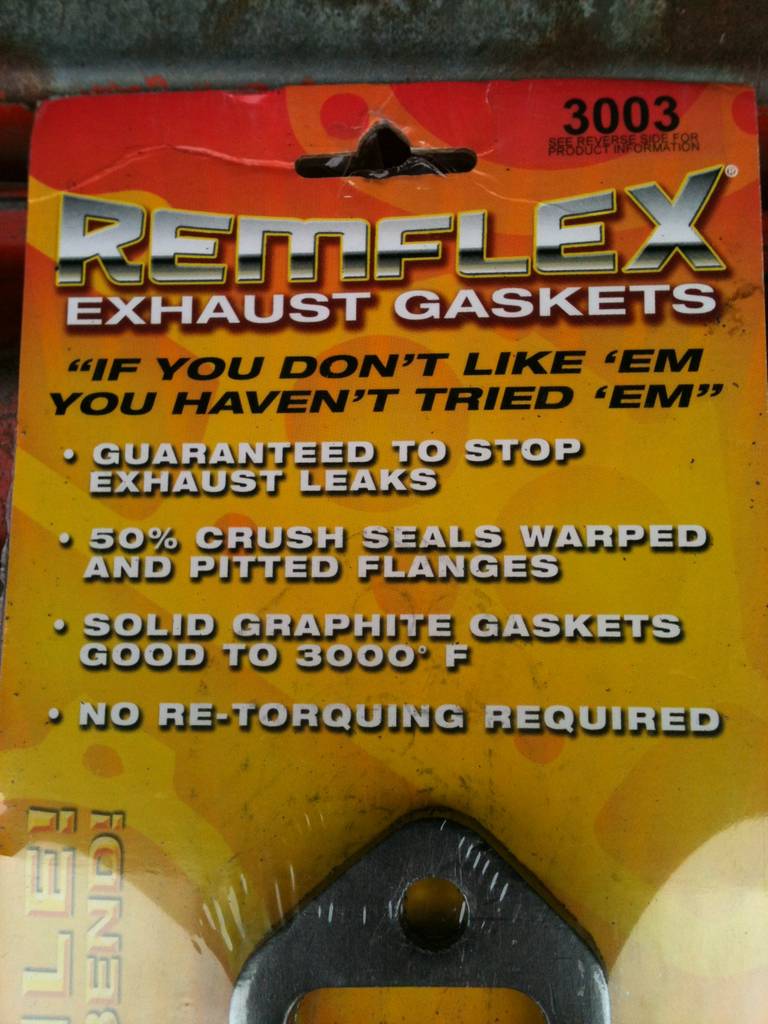 3003
SEE REVERSE SIDE FOR
PRODUCT INFORMATION
REMFLEX®
EXHAUST GASKETS
“IF YOU DON’T LIKE ‘EM
YOU HAVEN’T TRIED ‘EM”
• GUARANTEED TO STOP
EXHAUST LEAKS
• 50% CRUSH SEALS WARPED
AND PITTED FLANGES
• SOLID GRAPHITE GASKETS
GOOD TO 3000° F
• NO RE-TORQUING REQUIRED